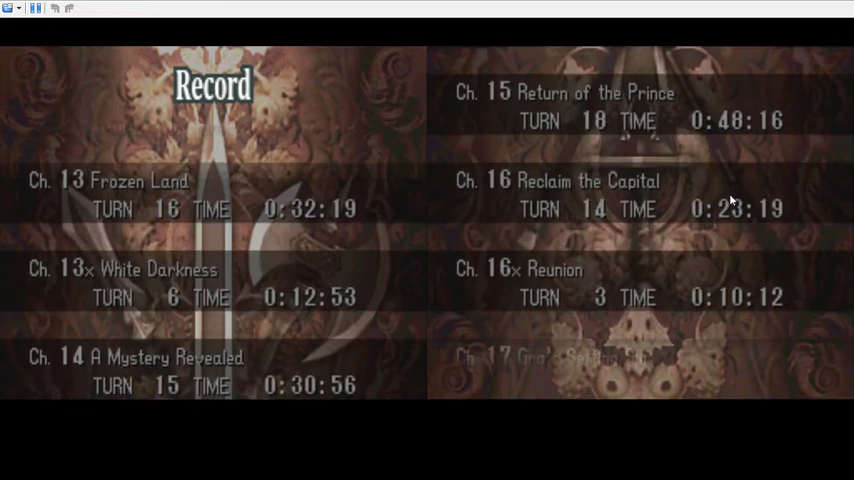 Record
Ch. 13 Frozen Land
TURN 16 TIME 0:32:19
Ch. 13x White Darkness
TURN 6 TIME 0:12:53
Ch. 14 A Mystery Revealed
TURN 15 TIME 0:30:56
Ch. 15 Return of the Prince
TURN 18 TIME 0:48:16
Ch. 16 Reclaim the Capital
TURN 14 TIME 0:23:19
Ch. 16x Reunion
TURN 3 TIME 0:10:12
Ch. 17 Gra's